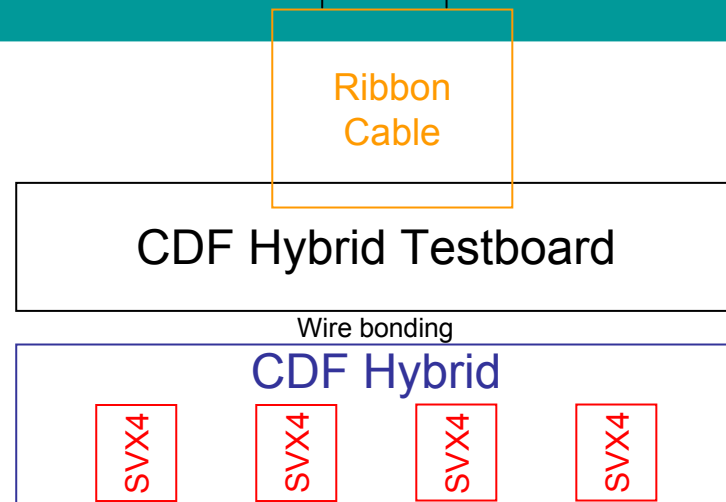 Ribbon
Cable
CDF Hybrid Testboard
Wire bonding
CDF Hybrid
SVX4
SVX4
SVX4
SVX4